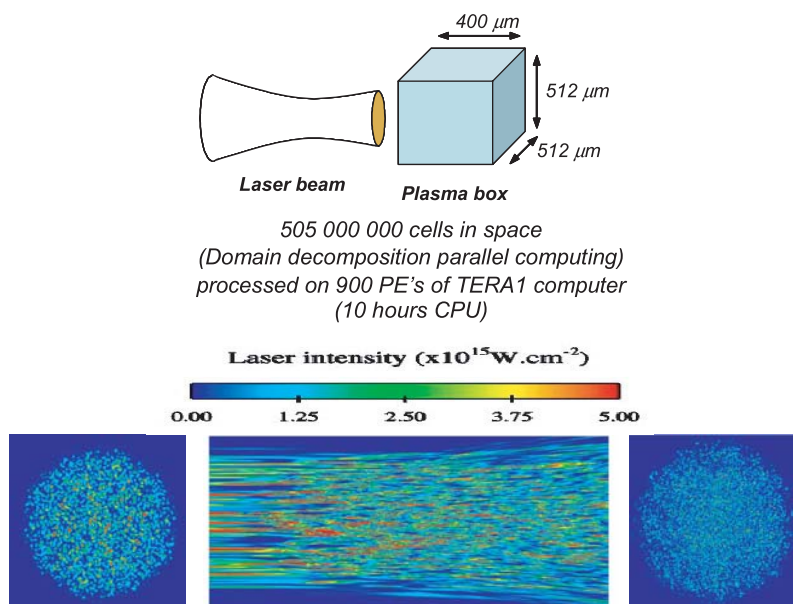 400 μm
512 μm
512 μm
Laser beam
Plasma box
505 000 000 cells in space
(Domain decomposition parallel computing)
processed on 900 PE's of TERA1 computer
(10 hours CPU)
Laser intensity (x10¹⁵W.cm⁻²)
0.00 1.25 2.50 3.75 5.00